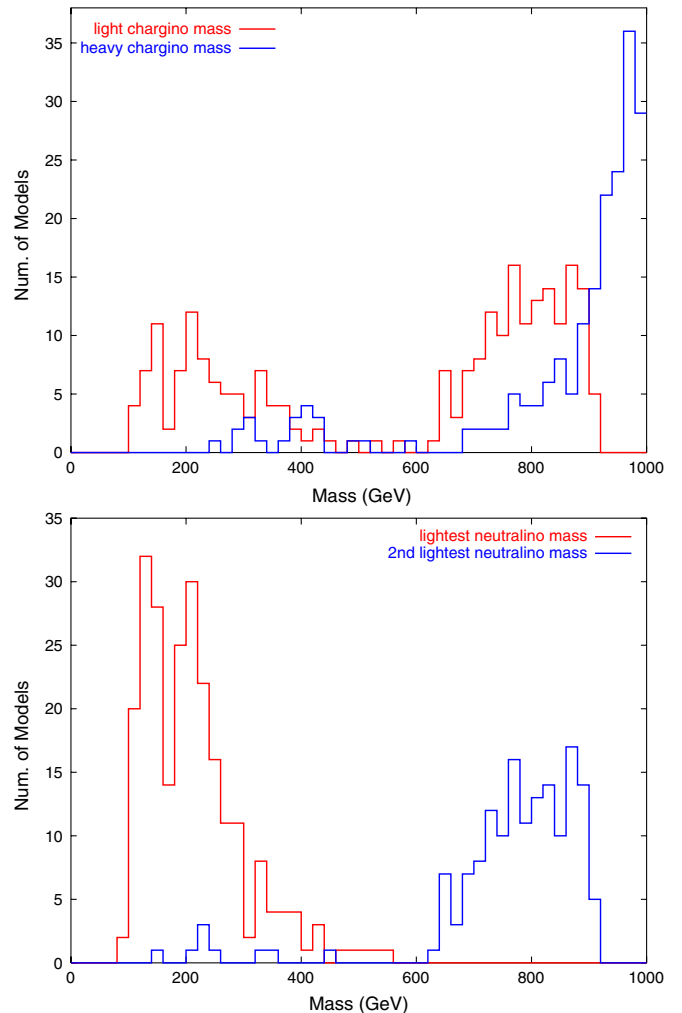 35
30
25
20
15
10
5
0
Num. of Models
light chargino mass
heavy chargino mass
0 200 400 600 800 1000
Mass (GeV)
35
30
25
20
15
10
5
0
Num. of Models
lightest neutralino mass
2nd lightest neutralino mass
0 200 400 600 800 1000
Mass (GeV)